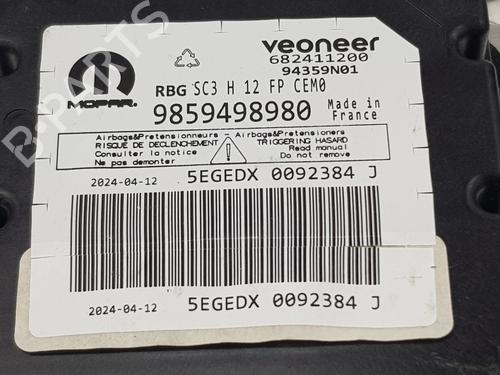 veoneer
682411200
94359N01
MOPAR.
RBG SC3 H 12 FP CEM0
9859498980
Made in
France
Airbags&Pretensionneurs - Airbags&Pretensioners
RISQUE DE DECLENCHEMENT
TRIGGERING HASARD
Consulter la notice
Read manual
Ne pas demonter
Do not remove
2024-04-12
5EGEDX 0092384 J
2024-04-12
5EGEDX 0092384 J
B-PARTS